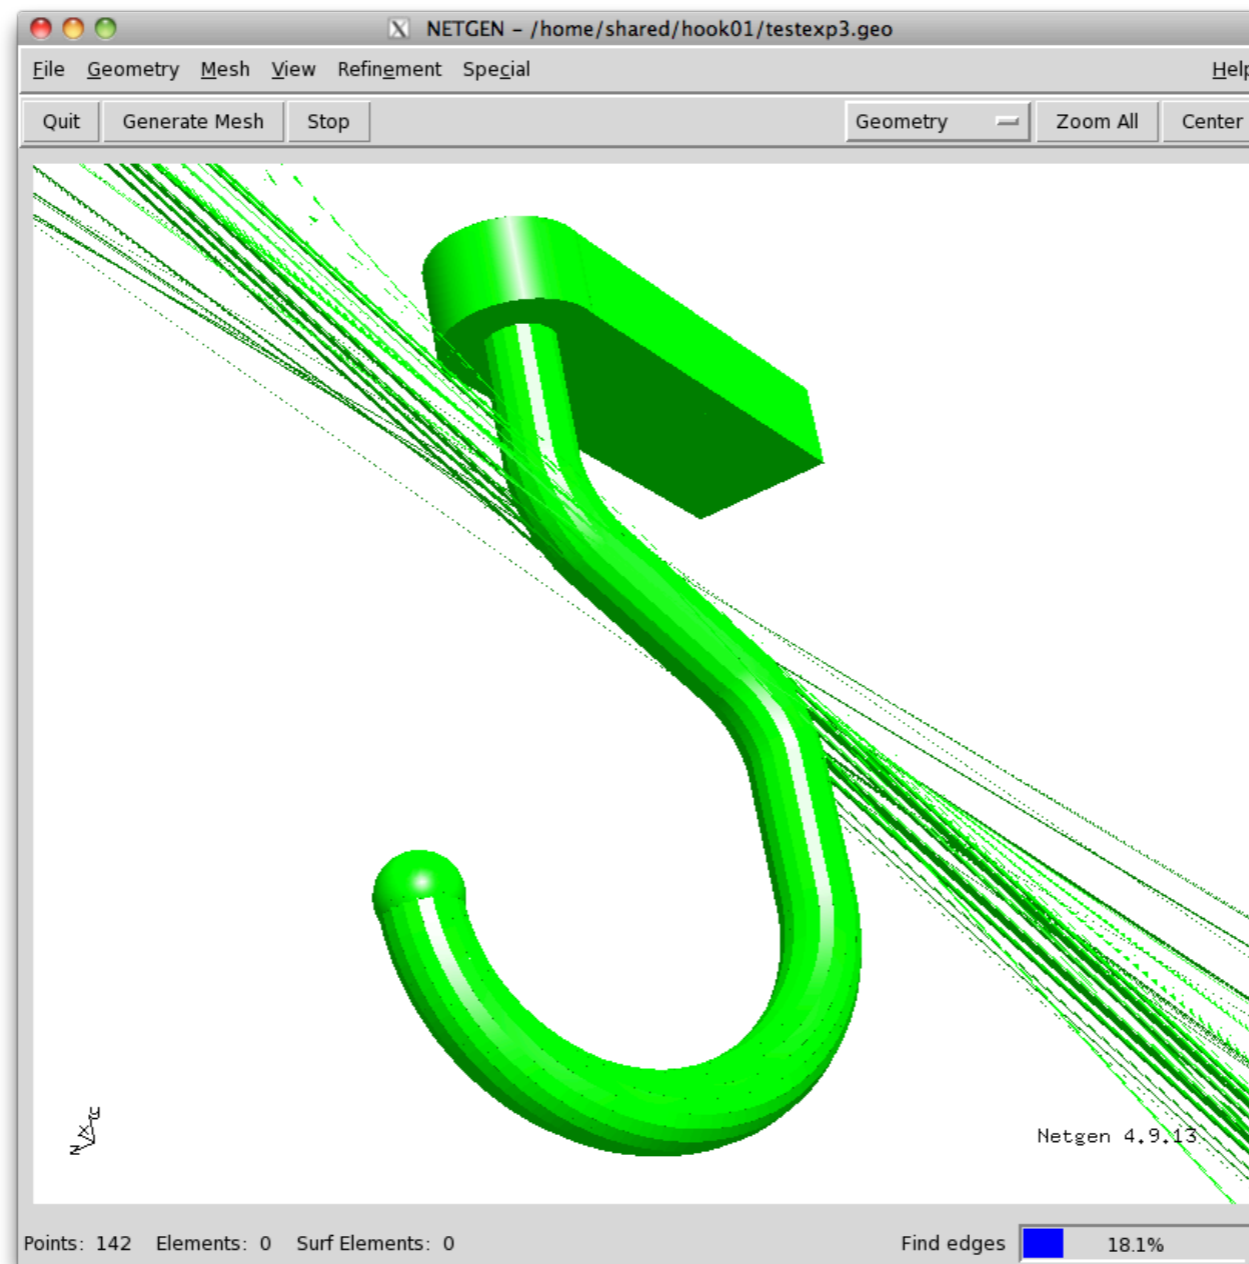 NETGEN – /home/shared/hook01/testexp3.geo
File Geometry Mesh View Refinement Special Help
Quit Generate Mesh Stop Geometry Zoom All Center
y
x
z
Netgen 4.9.13
Points: 142 Elements: 0 Surf Elements: 0 Find edges 18.1%